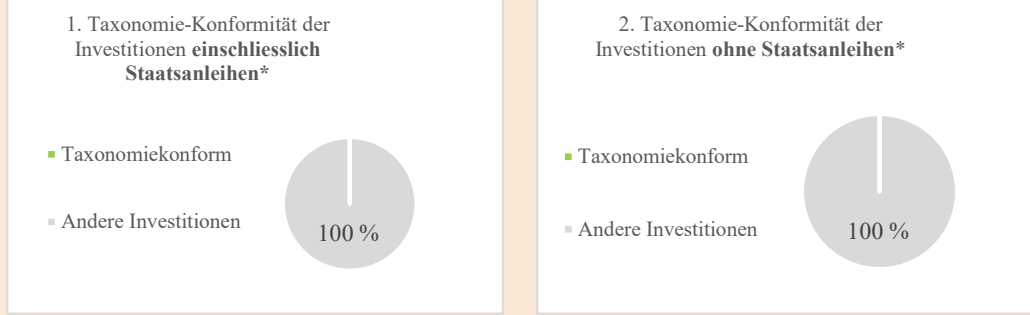 1. Taxonomie-Konformität der
Investitionen einschliesslich
Staatsanleihen*
Taxonomiekonform
Andere Investitionen
100 %
2. Taxonomie-Konformität der
Investitionen ohne Staatsanleihen*
Taxonomiekonform
Andere Investitionen
100 %